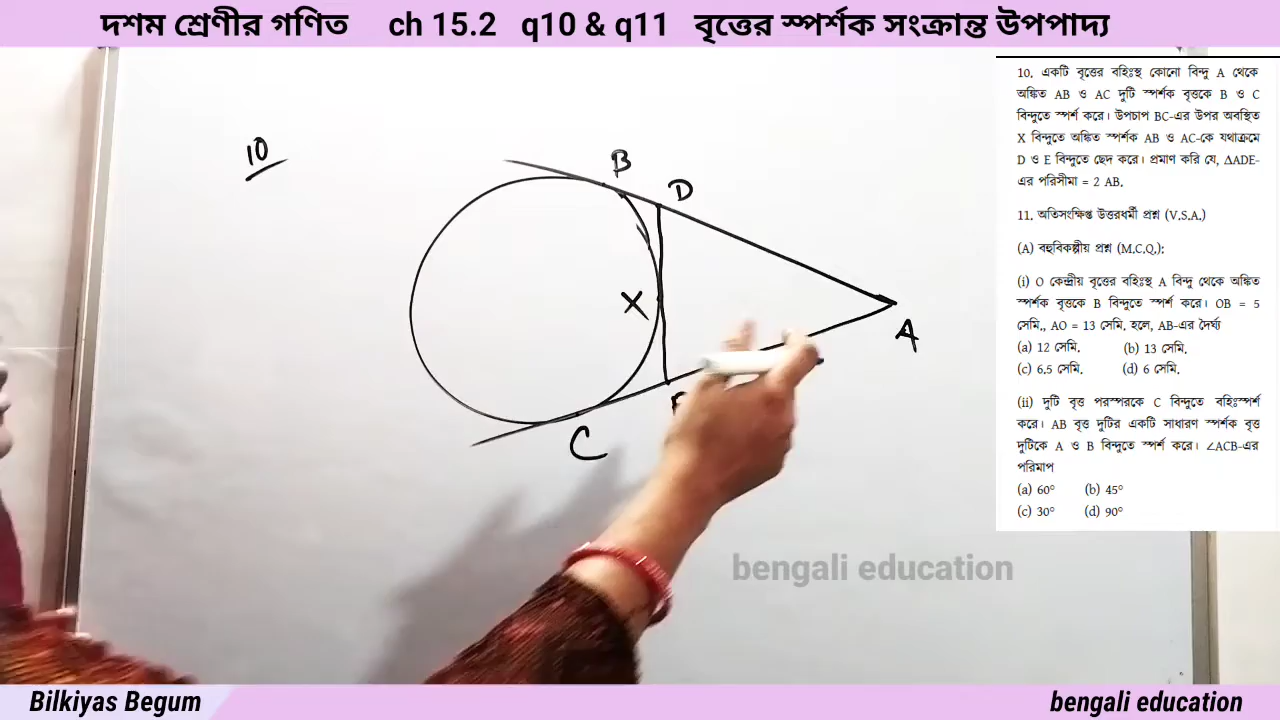 দশম শ্রেণীর গণিত ch 15.2 q10 & q11 বৃত্তের স্পর্শক সংক্রান্ত উপপাদ্য
10
B
D
X
A
C
10. একটি বৃত্তের বহিঃস্থ কোনো বিন্দু A থেকে
অঙ্কিত AB ও AC দুটি স্পর্শক বৃত্তকে B ও C
বিন্দুতে স্পর্শ করে। উপচাপ BC-এর উপর অবস্থিত
X বিন্দুতে অঙ্কিত স্পর্শক AB ও AC-কে যথাক্রমে
D ও E বিন্দুতে ছেদ করে। প্রমাণ করি যে, ΔADE-
এর পরিসীমা = 2 AB.
11. অতিসংক্ষিপ্ত উত্তরধর্মী প্রশ্ন (V.S.A.)
(A) বহুবিকল্পীয় প্রশ্ন (M.C.Q.):
(i) O কেন্দ্রীয় বৃত্তের বহিঃস্থ A বিন্দু থেকে অঙ্কিত
স্পর্শক বৃত্তকে B বিন্দুতে স্পর্শ করে। OB = 5
সেমি., AO = 13 সেমি. হলে, AB-এর দৈর্ঘ্য
(a) 12 সেমি. (b) 13 সেমি.
(c) 6.5 সেমি. (d) 6 সেমি.
(ii) দুটি বৃত্ত পরস্পরকে C বিন্দুতে বহিঃস্পর্শ
করে। AB বৃত্ত দুটির একটি সাধারণ স্পর্শক বৃত্ত
দুটিকে A ও B বিন্দুতে স্পর্শ করে। ∠ACB-এর
পরিমাপ
(a) 60° (b) 45°
(c) 30° (d) 90°
bengali education
Bilkiyas Begum bengali education